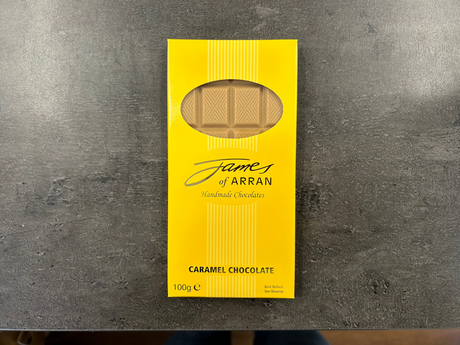 James
of ARRAN
Handmade Chocolates
CARAMEL CHOCOLATE
100g ℮